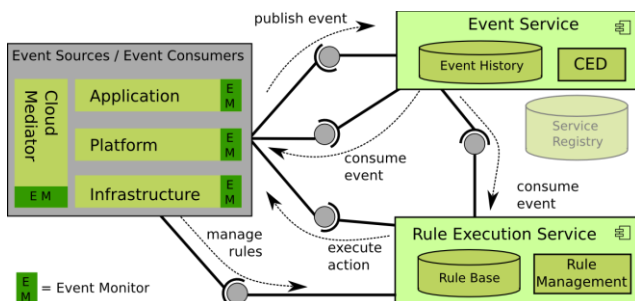 publish event
Event Service
Event Sources / Event Consumers
Event History
CED
Cloud
Mediator
Application
E
M
Platform
E
M
Service
Registry
consume
event
Infrastructure
E
M
E M
consume
event
manage
rules
execute
action
Rule Execution Service
Rule Base
Rule
Management
E
M
= Event Monitor